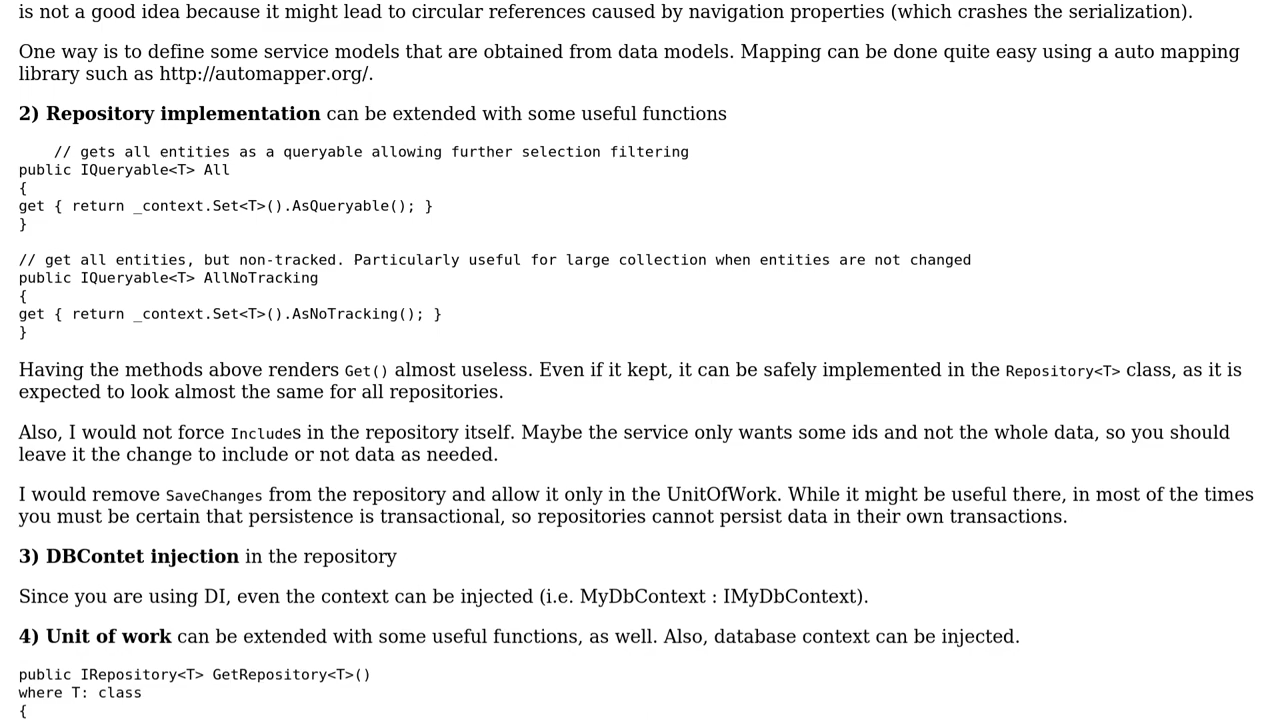 is not a good idea because it might lead to circular references caused by navigation properties (which crashes the serialization).
One way is to define some service models that are obtained from data models. Mapping can be done quite easy using a auto mapping
library such as http://automapper.org/.
2) Repository implementation can be extended with some useful functions
    // gets all entities as a queryable allowing further selection filtering
public IQueryable<T> All
{
get { return _context.Set<T>().AsQueryable(); }
}
// get all entities, but non-tracked. Particularly useful for large collection when entities are not changed
public IQueryable<T> AllNoTracking
{
get { return _context.Set<T>().AsNoTracking(); }
}
Having the methods above renders Get() almost useless. Even if it kept, it can be safely implemented in the Repository<T> class, as it is
expected to look almost the same for all repositories.
Also, I would not force Includes in the repository itself. Maybe the service only wants some ids and not the whole data, so you should
leave it the change to include or not data as needed.
I would remove SaveChanges from the repository and allow it only in the UnitOfWork. While it might be useful there, in most of the times
you must be certain that persistence is transactional, so repositories cannot persist data in their own transactions.
3) DBContet injection in the repository
Since you are using DI, even the context can be injected (i.e. MyDbContext : IMyDbContext).
4) Unit of work can be extended with some useful functions, as well. Also, database context can be injected.
public IRepository<T> GetRepository<T>()
where T: class
{